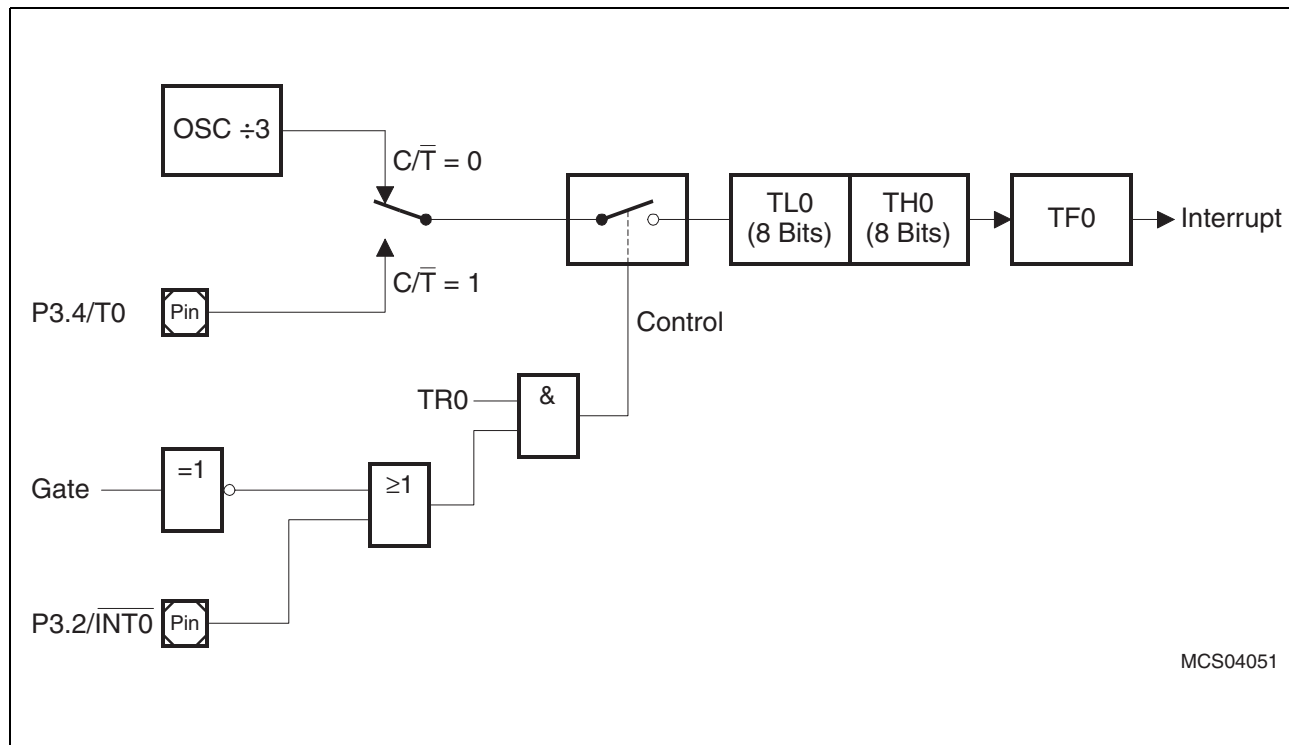 OSC ÷3
C/T̅ = 0
TL0
(8 Bits)
TH0
(8 Bits)
TF0
Interrupt
C/T̅ = 1
P3.4/T0
Pin
Control
TR0
&
=1
Gate
≥1
P3.2/I̅N̅T̅0̅
Pin
MCS04051